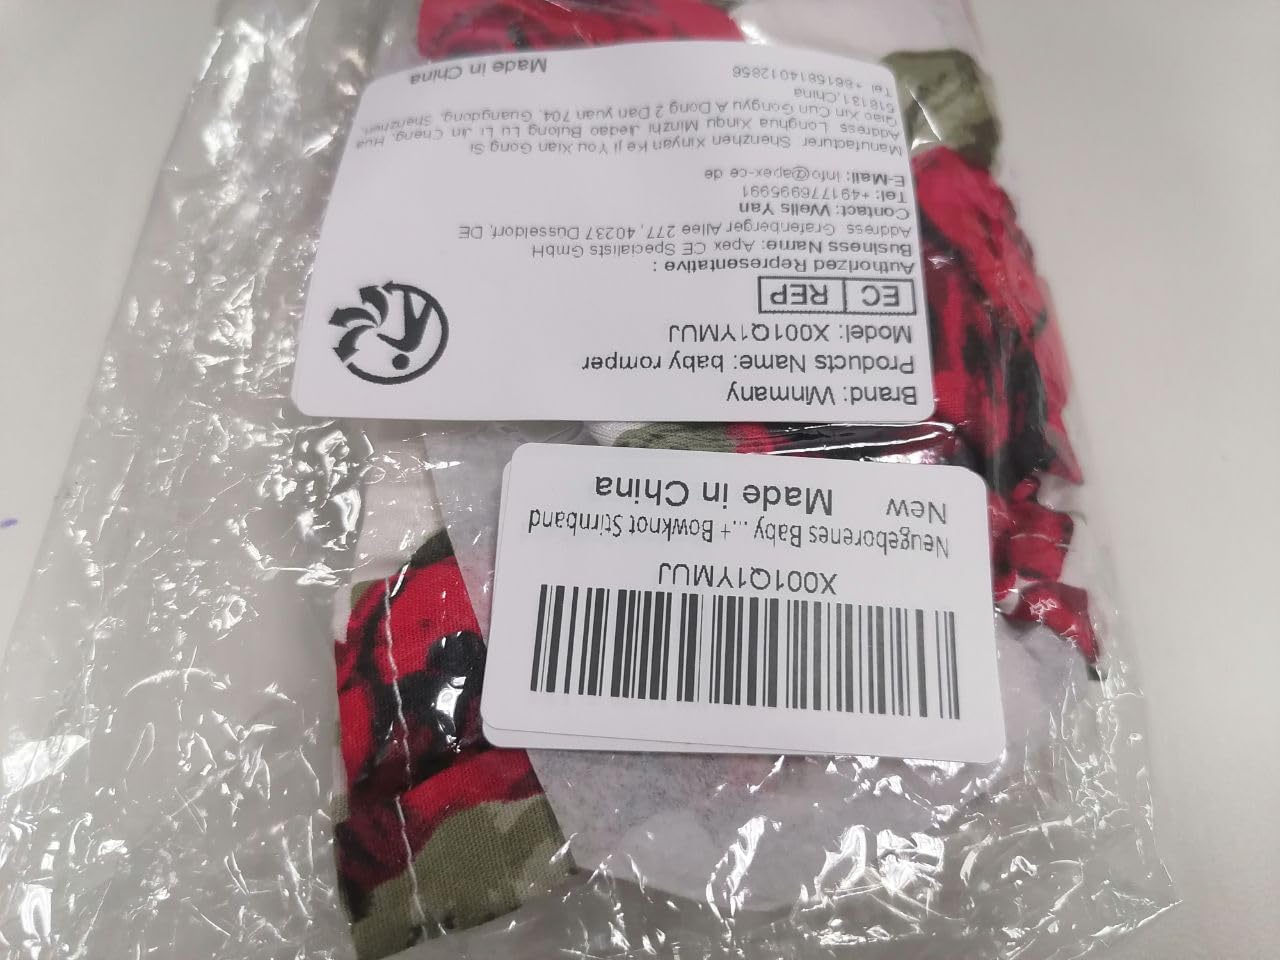 Brand: Winmany
Products Name: baby romper
Model: X001Q1YMUJ
EC REP
Authorized Representative :
Business Name: Apex CE Specialists GmbH
Address Grafenberger Allee 277, 40237 Dusseldorf, DE
Contact: Wells Yan
Tel: +4917769959​91
E-Mail: info@apex-ce de
Manufacturer Shenzhen Xinyan Ke ji You Xian Gong Si
Address Longhua Xinqu Minzhi Jiedao Bulong Lu Li Jin Cheng, Hua
Qiao Xin Cun Gongyu A Dong 2 Dan yuan 704, Guangdong, Shenzhen,
518131,China
Tel +8615814012856
Made in China
X001Q1YMUJ
Neugeborenes Baby ... + Bowknot Stirnband
New
Made in China